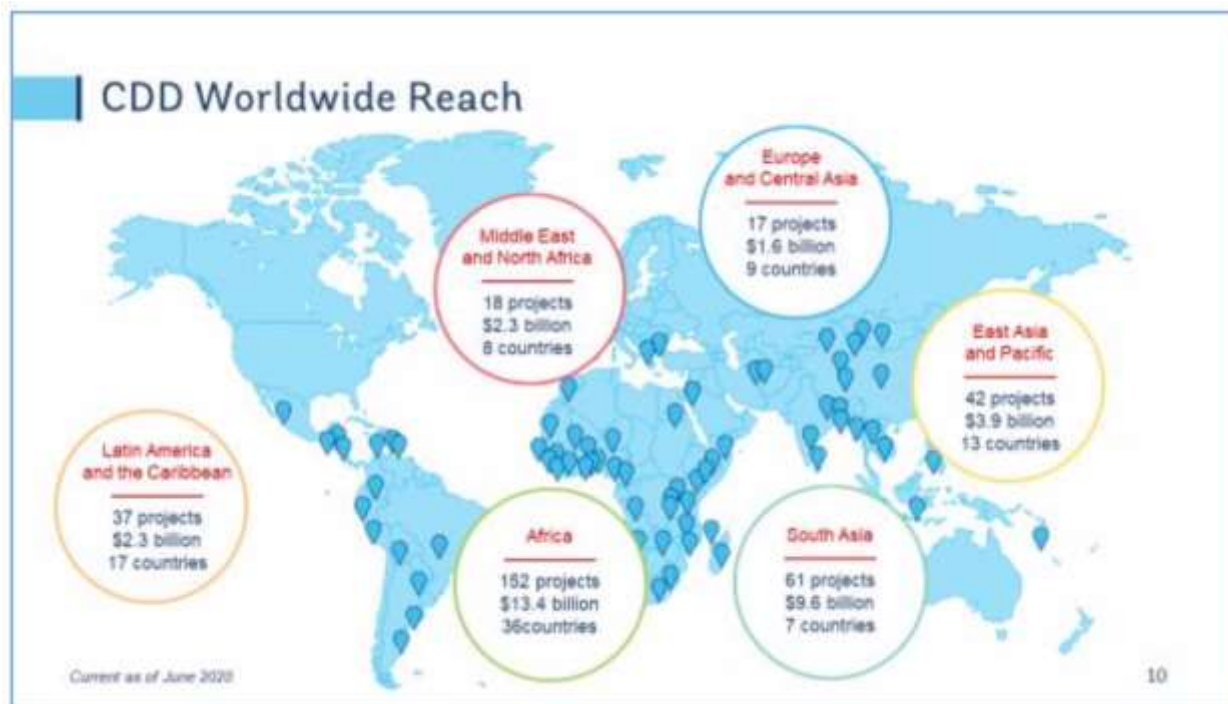 CDD Worldwide Reach
Europe
and Central Asia
17 projects
$1.6 billion
9 countries
Middle East
and North Africa
18 projects
$2.3 billion
8 countries
East Asia
and Pacific
42 projects
$3.9 billion
13 countries
Latin America
and the Caribbean
37 projects
$2.3 billion
17 countries
Africa
152 projects
$13.4 billion
36countries
South Asia
61 projects
$9.6 billion
7 countries
Current as of June 2020
10